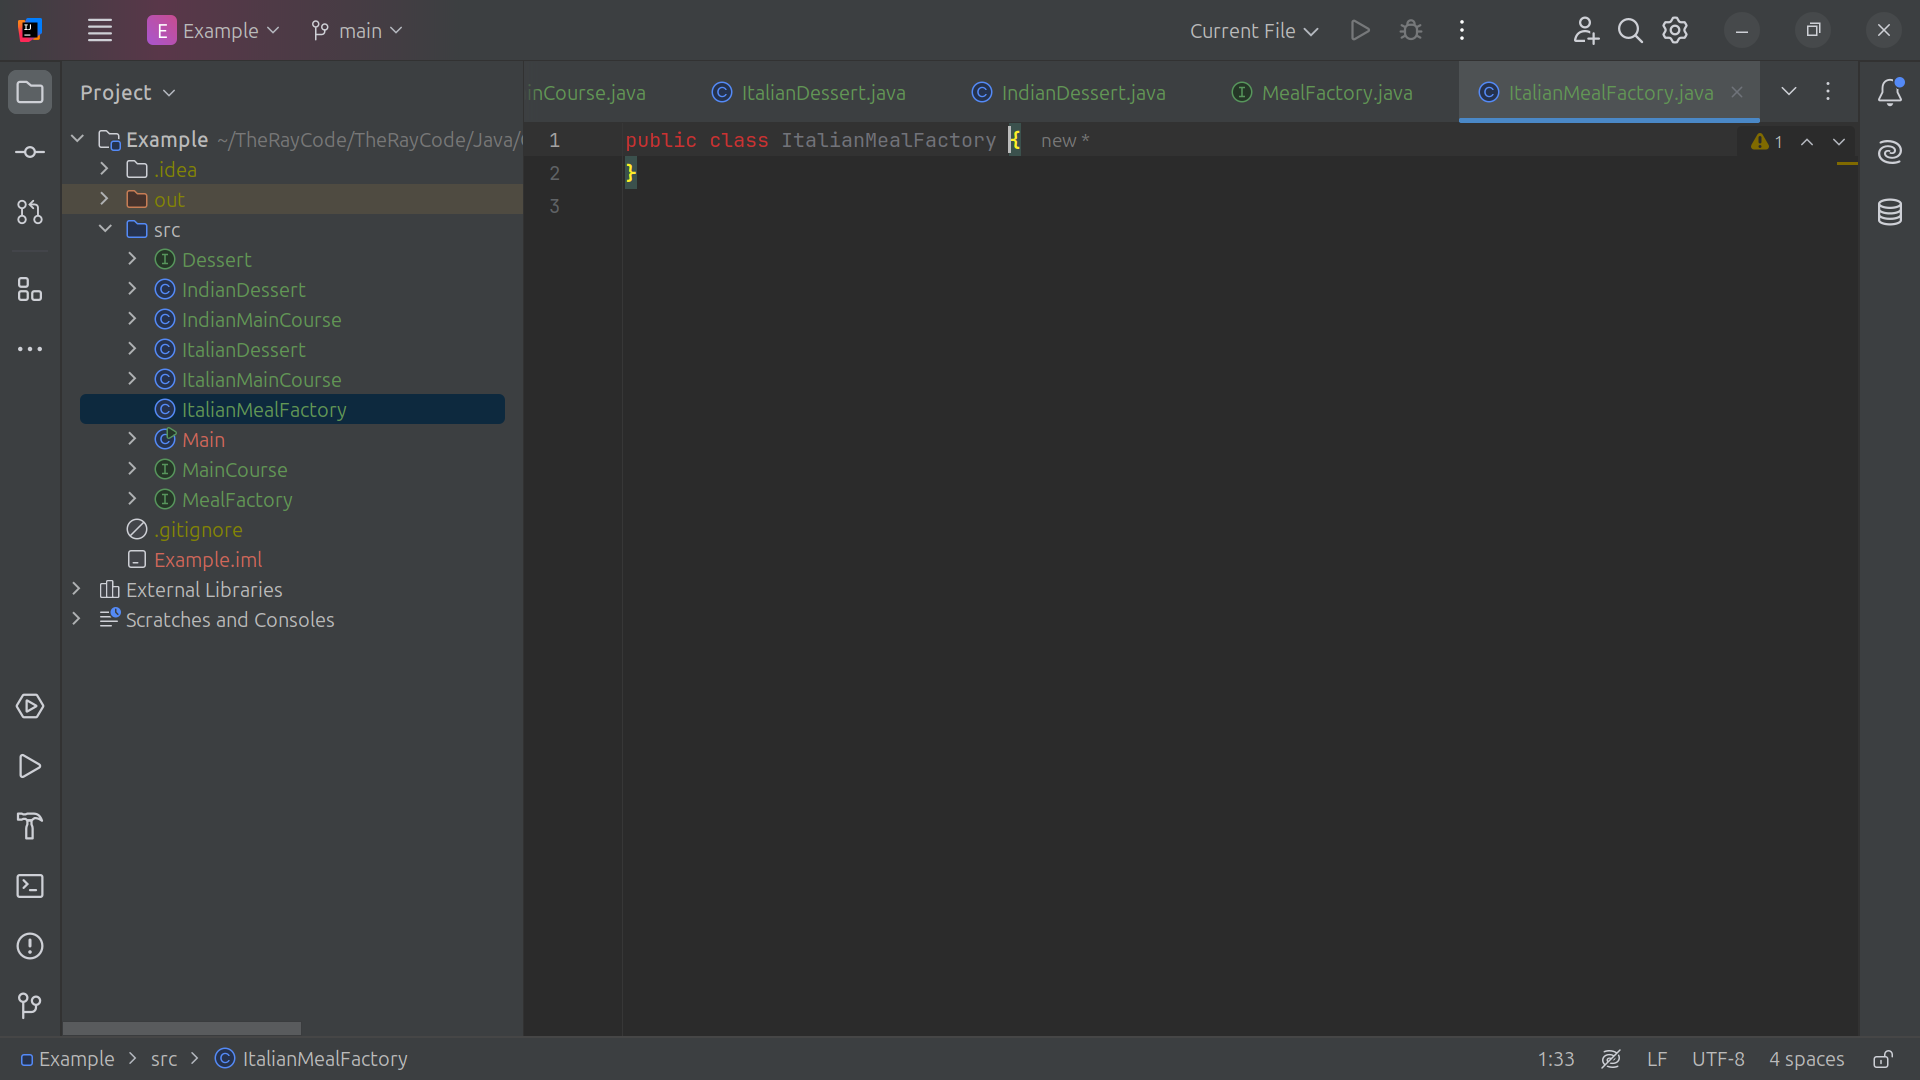 E Example main Current File
Project
inCourse.java ItalianDessert.java IndianDessert.java MealFactory.java ItalianMealFactory.java
Example ~/TheRayCode/TheRayCode/Java/
.idea
out
src
Dessert
IndianDessert
IndianMainCourse
ItalianDessert
ItalianMainCourse
ItalianMealFactory
Main
MainCourse
MealFactory
.gitignore
Example.iml
External Libraries
Scratches and Consoles
1 public class ItalianMealFactory { new * 1
2 }
3
Example src ItalianMealFactory 1:33 LF UTF-8 4 spaces